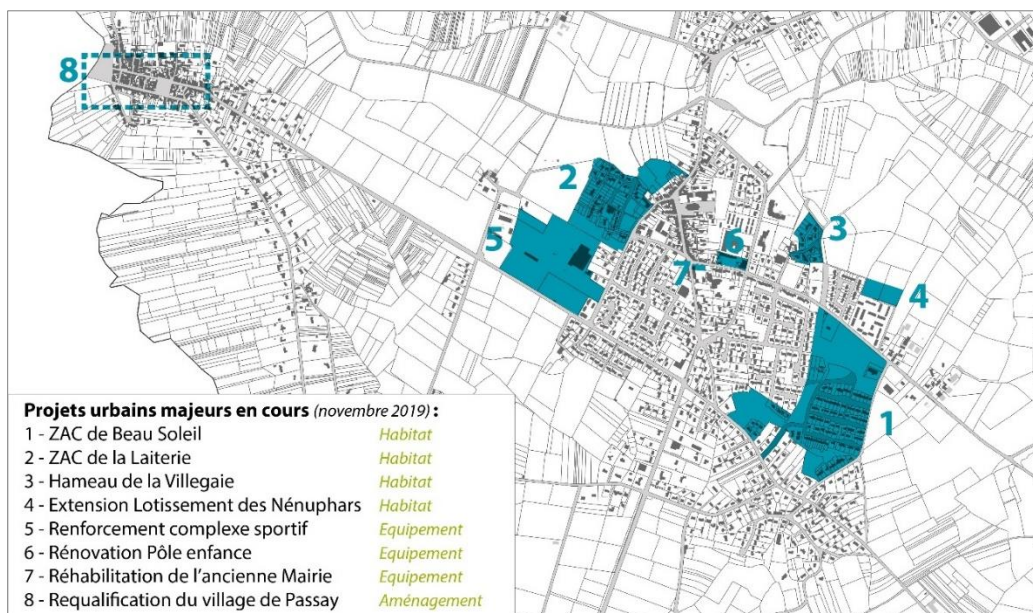 8
2
3
5
6
7
4
1
Projets urbains majeurs en cours (novembre 2019) :
1 - ZAC de Beau Soleil Habitat
2 - ZAC de la Laiterie Habitat
3 - Hameau de la Villegaie Habitat
4 - Extension Lotissement des Nénuphars Habitat
5 - Renforcement complexe sportif Equipement
6 - Rénovation Pôle enfance Equipement
7 - Réhabilitation de l'ancienne Mairie Equipement
8 - Requalification du village de Passay Aménagement